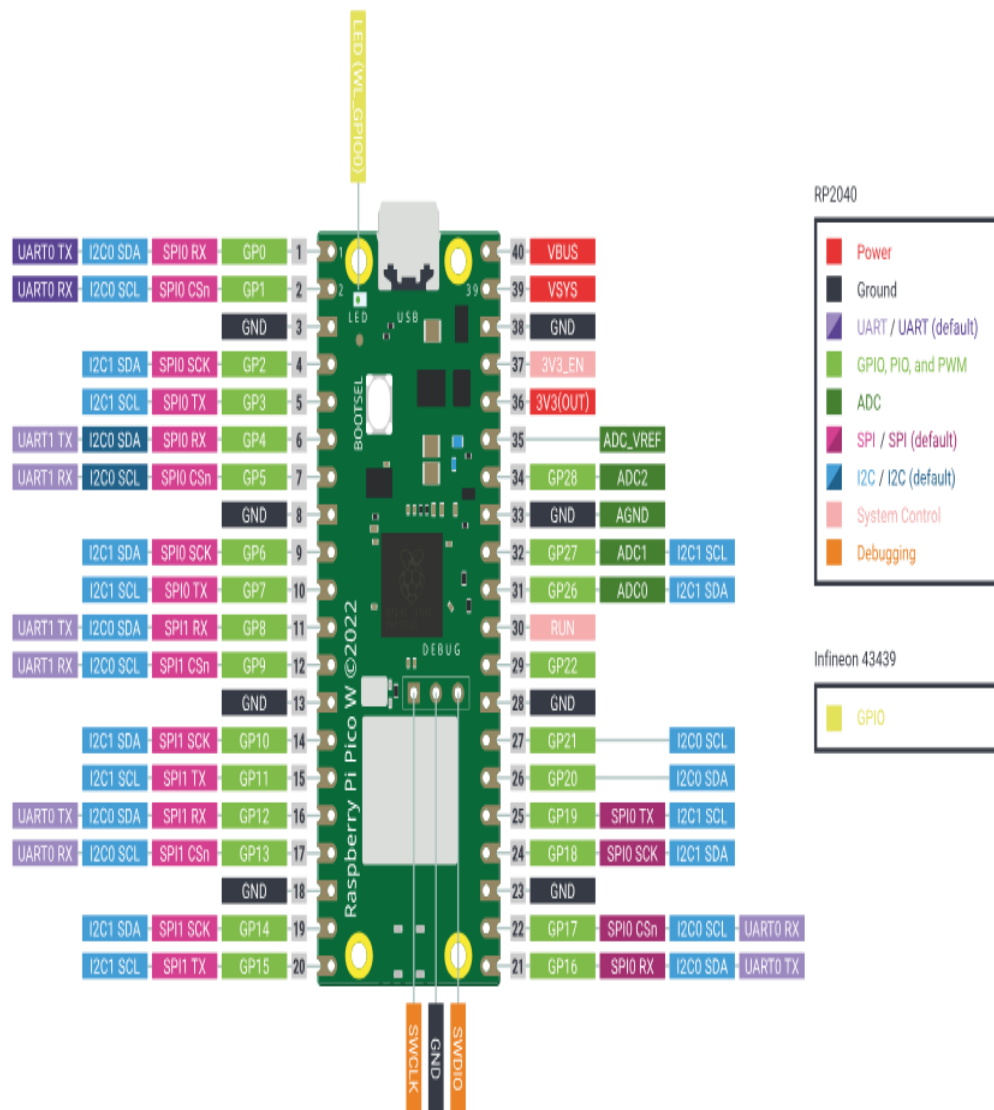 LED (WL_GPIO0)
UART0 TX I2C0 SDA SPI0 RX GP0 1 1 40 VBUS
UART0 RX I2C0 SCL SPI0 CSn GP1 2 2 39 39 VSYS
GND 3 LED USB 38 GND
I2C1 SDA SPI0 SCK GP2 4 37 3V3_EN
I2C1 SCL SPI0 TX GP3 5 BOOTSEL 36 3V3(OUT)
UART1 TX I2C0 SDA SPI0 RX GP4 6 35 ADC_VREF
UART1 RX I2C0 SCL SPI0 CSn GP5 7 34 GP28 ADC2
GND 8 33 GND AGND
I2C1 SDA SPI0 SCK GP6 9 32 GP27 ADC1 I2C1 SCL
I2C1 SCL SPI0 TX GP7 10 31 GP26 ADC0 I2C1 SDA
UART1 TX I2C0 SDA SPI1 RX GP8 11 30 RUN
DEBUG
UART1 RX I2C0 SCL SPI1 CSn GP9 12 29 GP22
GND 13 28 GND
I2C1 SDA SPI1 SCK GP10 14 27 GP21 I2C0 SCL
I2C1 SCL SPI1 TX GP11 15 26 GP20 I2C0 SDA
UART0 TX I2C0 SDA SPI1 RX GP12 16 25 GP19 SPI0 TX I2C1 SCL
UART0 RX I2C0 SCL SPI1 CSn GP13 17 24 GP18 SPI0 SCK I2C1 SDA
GND 18 23 GND
I2C1 SDA SPI1 SCK GP14 19 22 GP17 SPI0 CSn I2C0 SCL UART0 RX
I2C1 SCL SPI1 TX GP15 20 21 GP16 SPI0 RX I2C0 SDA UART0 TX
Raspberry Pi Pico W ©2022
SWCLK
GND
SWDIO
RP2040
Power
Ground
UART / UART (default)
GPIO, PIO, and PWM
ADC
SPI / SPI (default)
I2C / I2C (default)
System Control
Debugging
Infineon 43439
GPIO